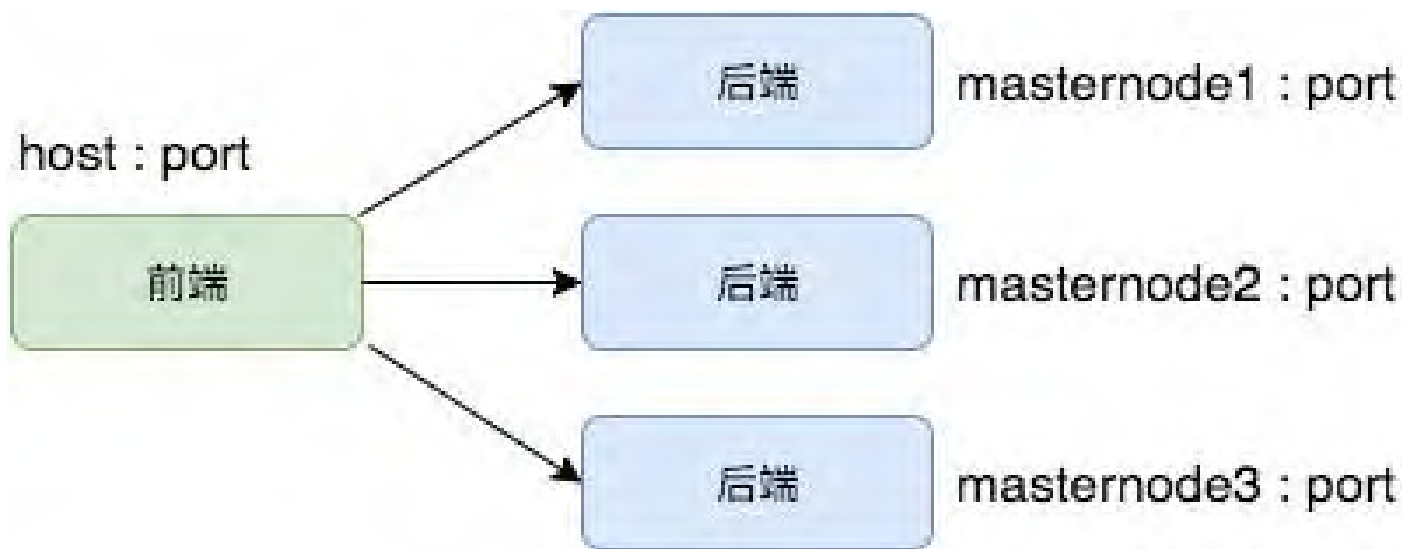 后端
masternode1 : port
host : port
前端
后端
masternode2 : port
后端
masternode3 : port